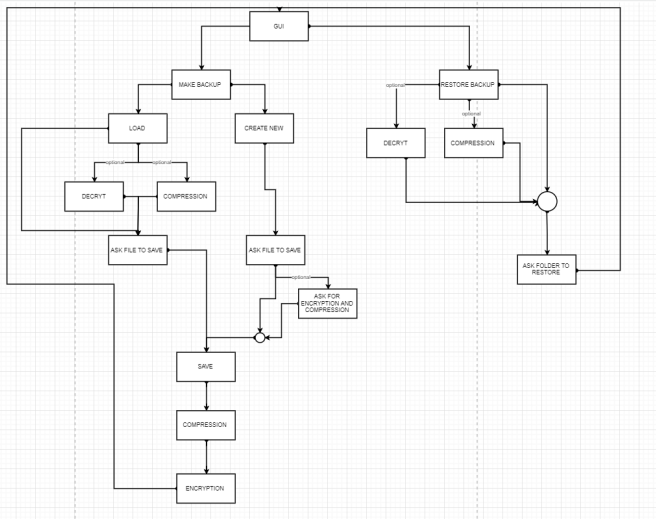 GUI
MAKE BACKUP
RESTORE BACKUP
optional
optional
LOAD
CREATE NEW
DECRYT
COMPRESSION
optional
optional
DECRYT
COMPRESSION
ASK FILE TO SAVE
ASK FILE TO SAVE
ASK FOLDER TO
RESTORE
optional
ASK FOR
ENCRYPTION AND
COMPRESSION
SAVE
COMPRESSION
ENCRYPTION